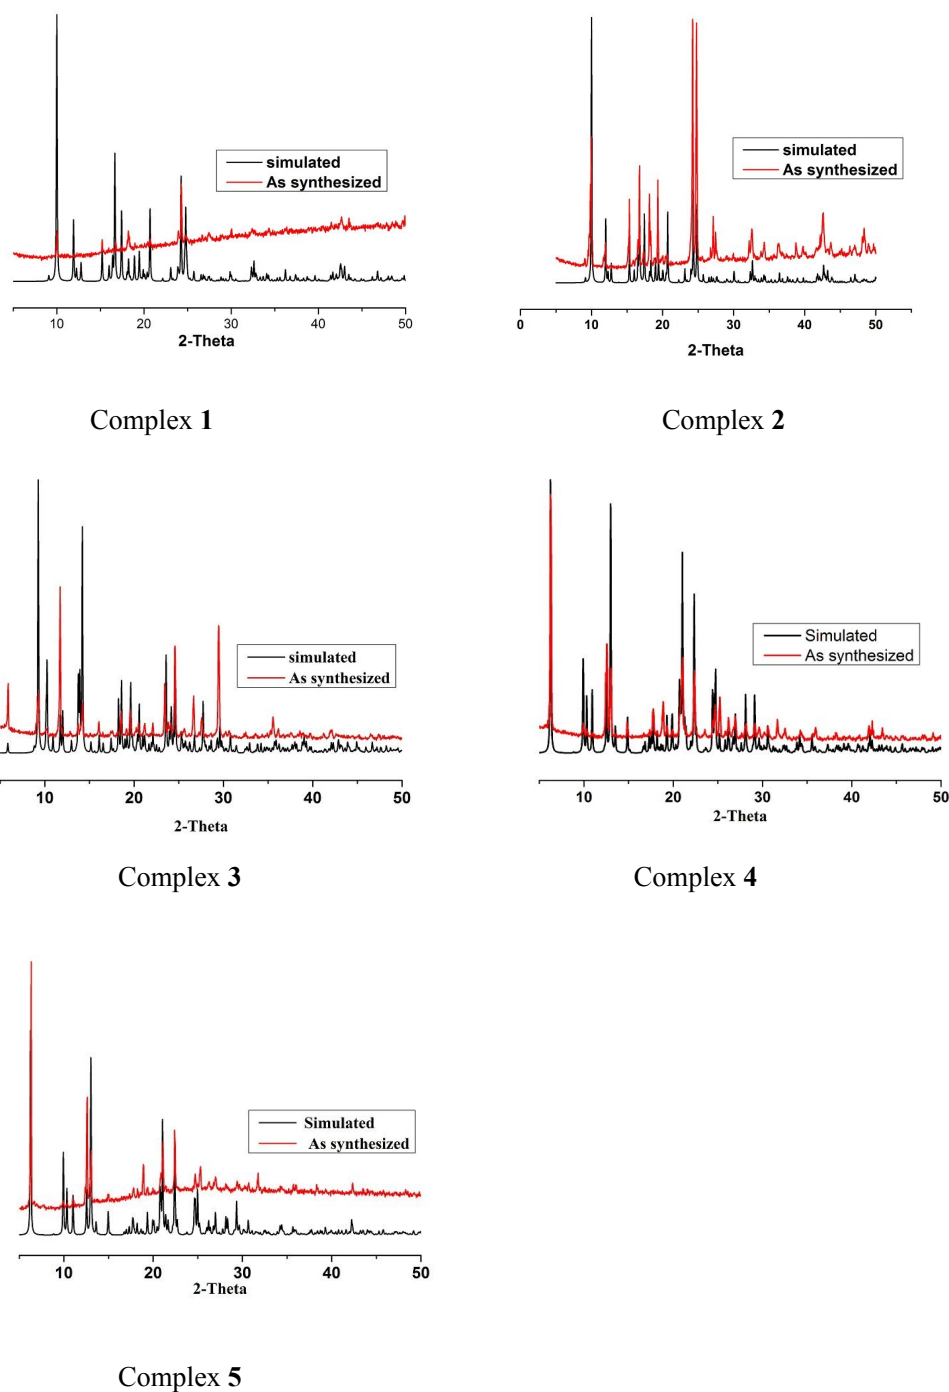 simulated
As synthesized
10 20 30 40 50
2-Theta
Complex 1
simulated
As synthesized
0 10 20 30 40 50
2-Theta
Complex 2
simulated
As synthesized
10 20 30 40 50
2-Theta
Complex 3
Simulated
As synthesized
10 20 30 40 50
2-Theta
Complex 4
Simulated
As synthesized
10 20 30 40 50
2-Theta
Complex 5